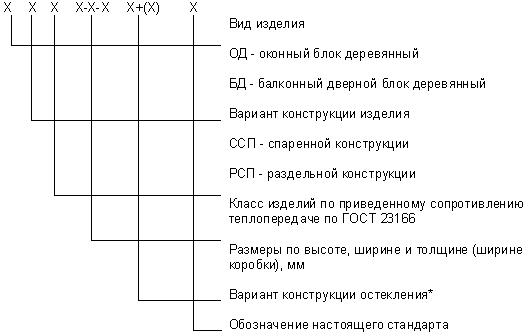 X X X X-X-X X+(X) X
Вид изделия
ОД - оконный блок деревянный
БД - балконный дверной блок деревянный
Вариант конструкции изделия
ССП - спаренной конструкции
РСП - раздельной конструкции
Класс изделий по приведенному сопротивлению
теплопередаче по ГОСТ 23166
Размеры по высоте, ширине и толщине (ширине
коробки), мм
Вариант конструкции остекления*
Обозначение настоящего стандарта